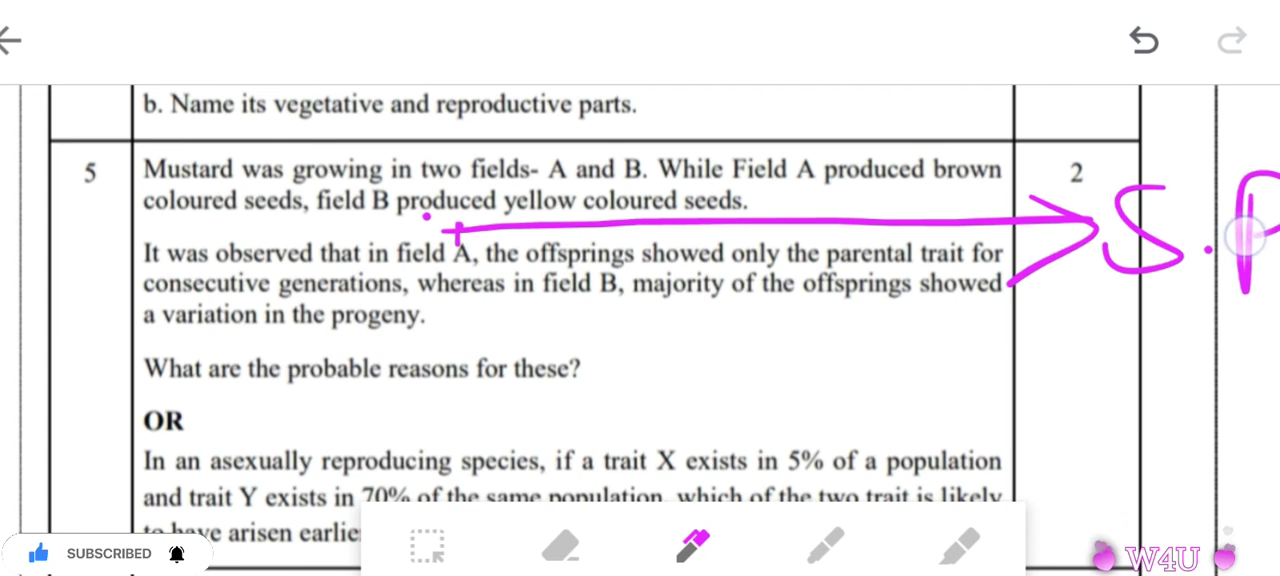 b. Name its vegetative and reproductive parts.
5
Mustard was growing in two fields- A and B. While Field A produced brown
2
coloured seeds, field B produced yellow coloured seeds.
S.P
It was observed that in field A, the offsprings showed only the parental trait for
consecutive generations, whereas in field B, majority of the offsprings showed
a variation in the progeny.
What are the probable reasons for these?
OR
In an asexually reproducing species, if a trait X exists in 5% of a population
and trait Y exists in 70% of the same population, which of the two trait is likely
to have arisen earlie
SUBSCRIBED
W4U